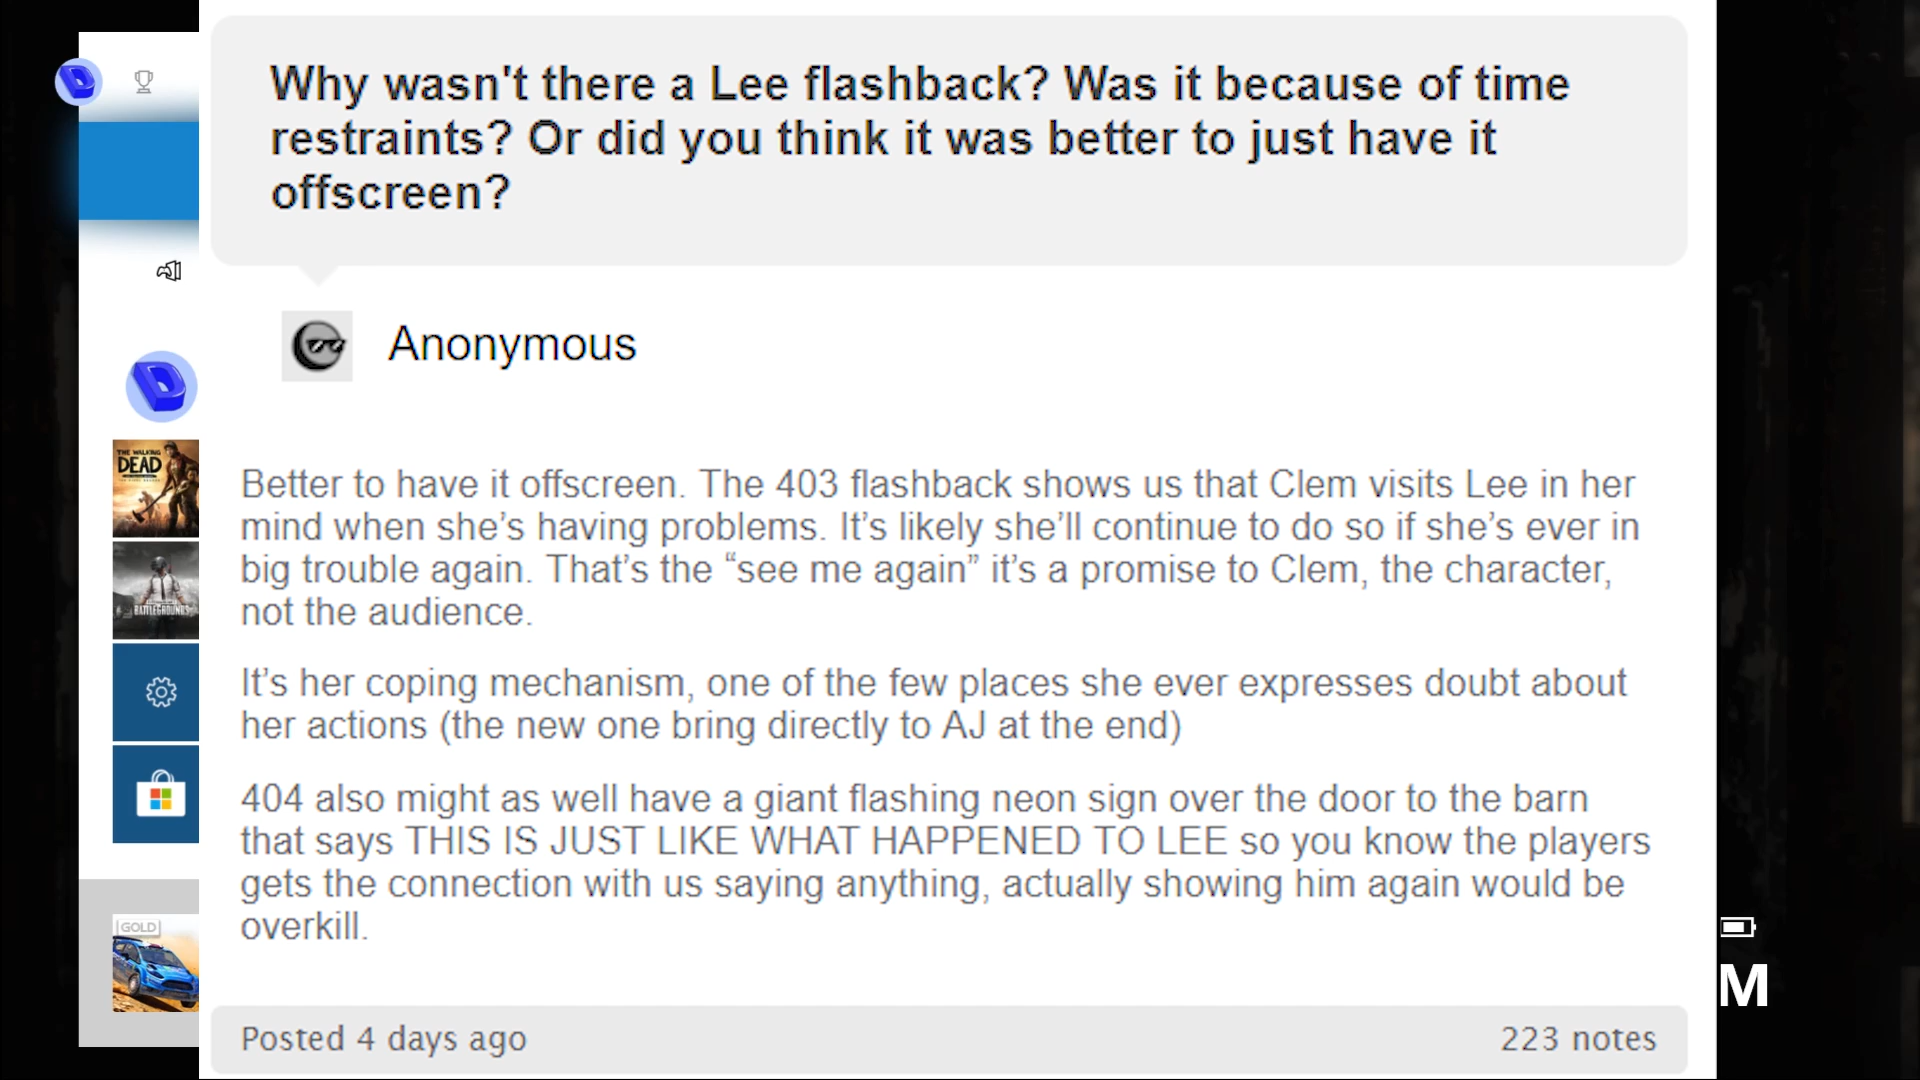 Why wasn't there a Lee flashback? Was it because of time
restraints? Or did you think it was better to just have it
offscreen?
Anonymous
Better to have it offscreen. The 403 flashback shows us that Clem visits Lee in her
mind when she’s having problems. It’s likely she’ll continue to do so if she’s ever in
big trouble again. That’s the “see me again” it’s a promise to Clem, the character,
not the audience.
It’s her coping mechanism, one of the few places she ever expresses doubt about
her actions (the new one bring directly to AJ at the end)
404 also might as well have a giant flashing neon sign over the door to the barn
that says THIS IS JUST LIKE WHAT HAPPENED TO LEE so you know the players
gets the connection with us saying anything, actually showing him again would be
overkill.
Posted 4 days ago
223 notes
D
D
THE WALKING
DEAD
BATTLEGROUNDS
GOLD
M